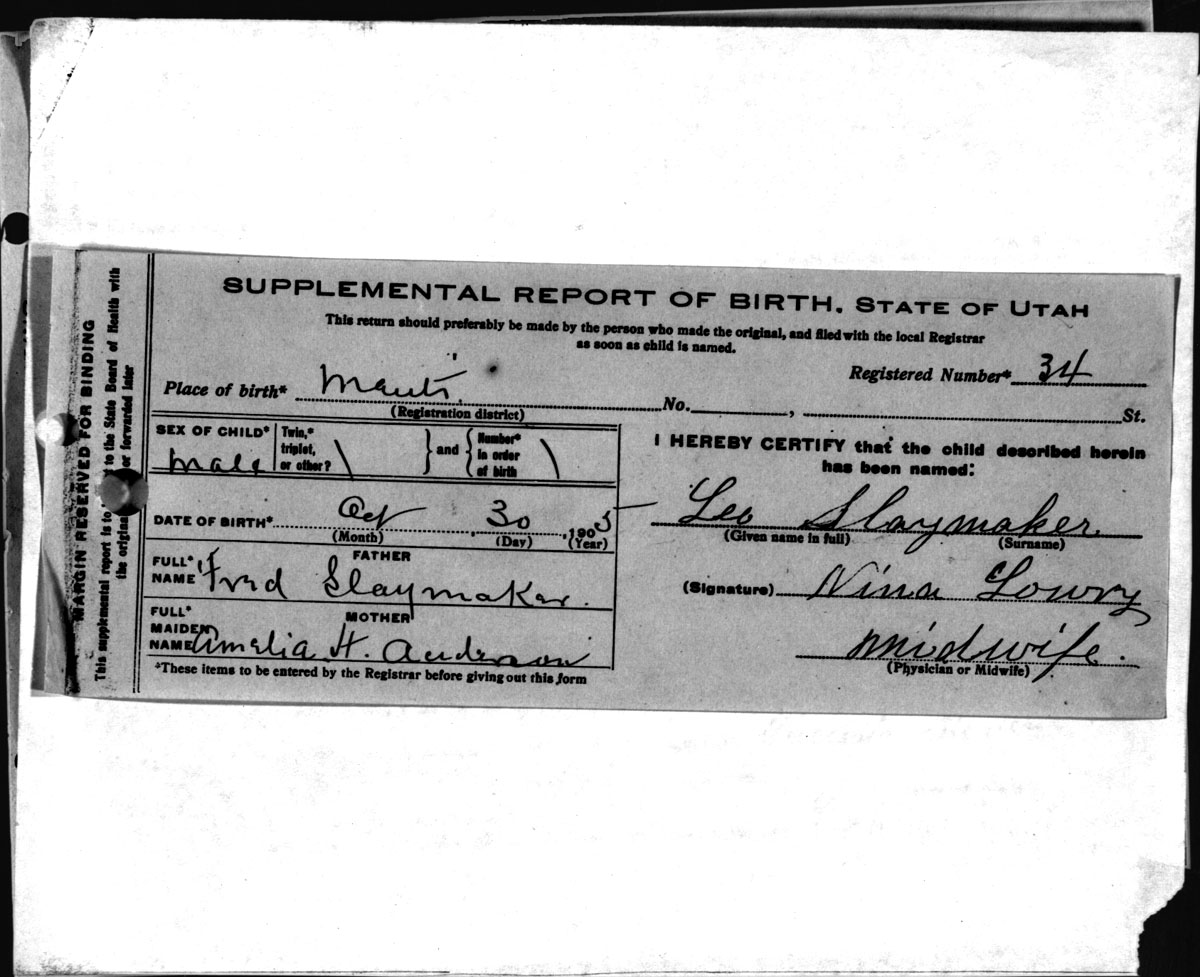 SUPPLEMENTAL REPORT OF BIRTH. STATE OF UTAH
This return should preferably be made by the person who made the original, and filed with the local Registrar
as soon as child is named.
Registered Number* 34
Place of birth* Manti No. , St.
(Registration district)
SEX OF CHILD* Male
Twin,* triplet, or other? \ } and { Number* in order of birth \
DATE OF BIRTH* Oct 30 1905
(Month) (Day) (Year)
FATHER
FULL* NAME Fred Slaymaker.
MOTHER
FULL* MAIDEN NAME Amelia H. Anderson
*These items to be entered by the Registrar before giving out this form
I HEREBY CERTIFY that the child described herein
has been named:
Leo Slaymaker.
(Given name in full) (Surname)
(Signature) Nina Lowry
midwife.
(Physician or Midwife)
MARGIN RESERVED FOR BINDING
This supplemental report is to to the State Board of Health with
the original or forwarded later